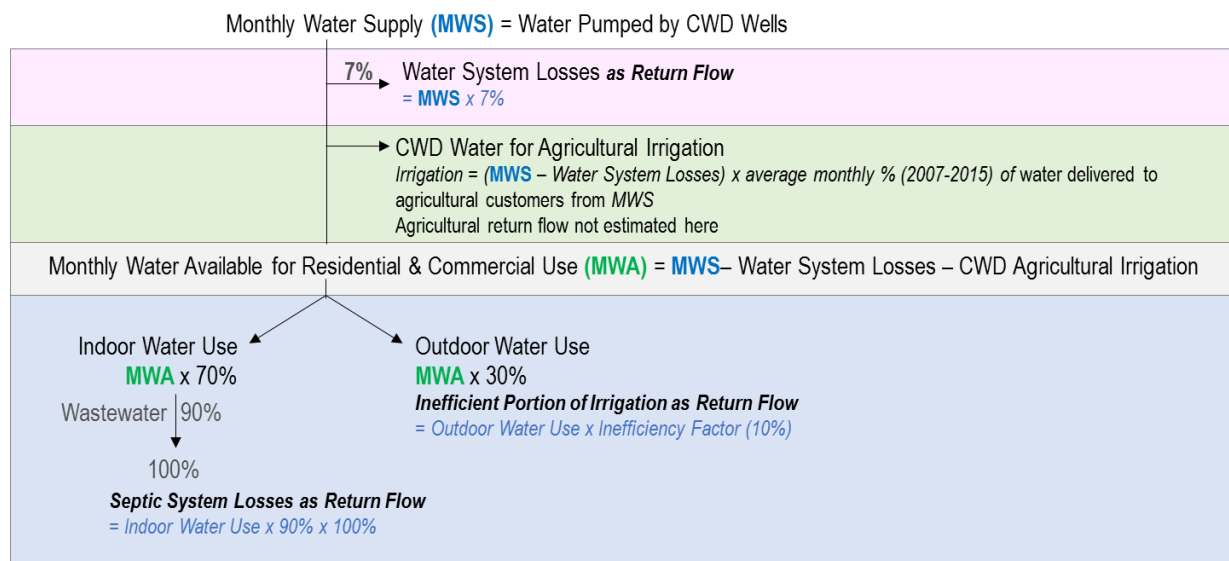 Monthly Water Supply (MWS) = Water Pumped by CWD Wells
7%
Water System Losses as Return Flow
= MWS x 7%
CWD Water for Agricultural Irrigation
Irrigation = (MWS – Water System Losses) x average monthly % (2007-2015) of water delivered to
agricultural customers from MWS
Agricultural return flow not estimated here
Monthly Water Available for Residential & Commercial Use (MWA) = MWS– Water System Losses – CWD Agricultural Irrigation
Indoor Water Use
MWA x 70%
Wastewater 90%
100%
Septic System Losses as Return Flow
= Indoor Water Use x 90% x 100%
Outdoor Water Use
MWA x 30%
Inefficient Portion of Irrigation as Return Flow
= Outdoor Water Use x Inefficiency Factor (10%)